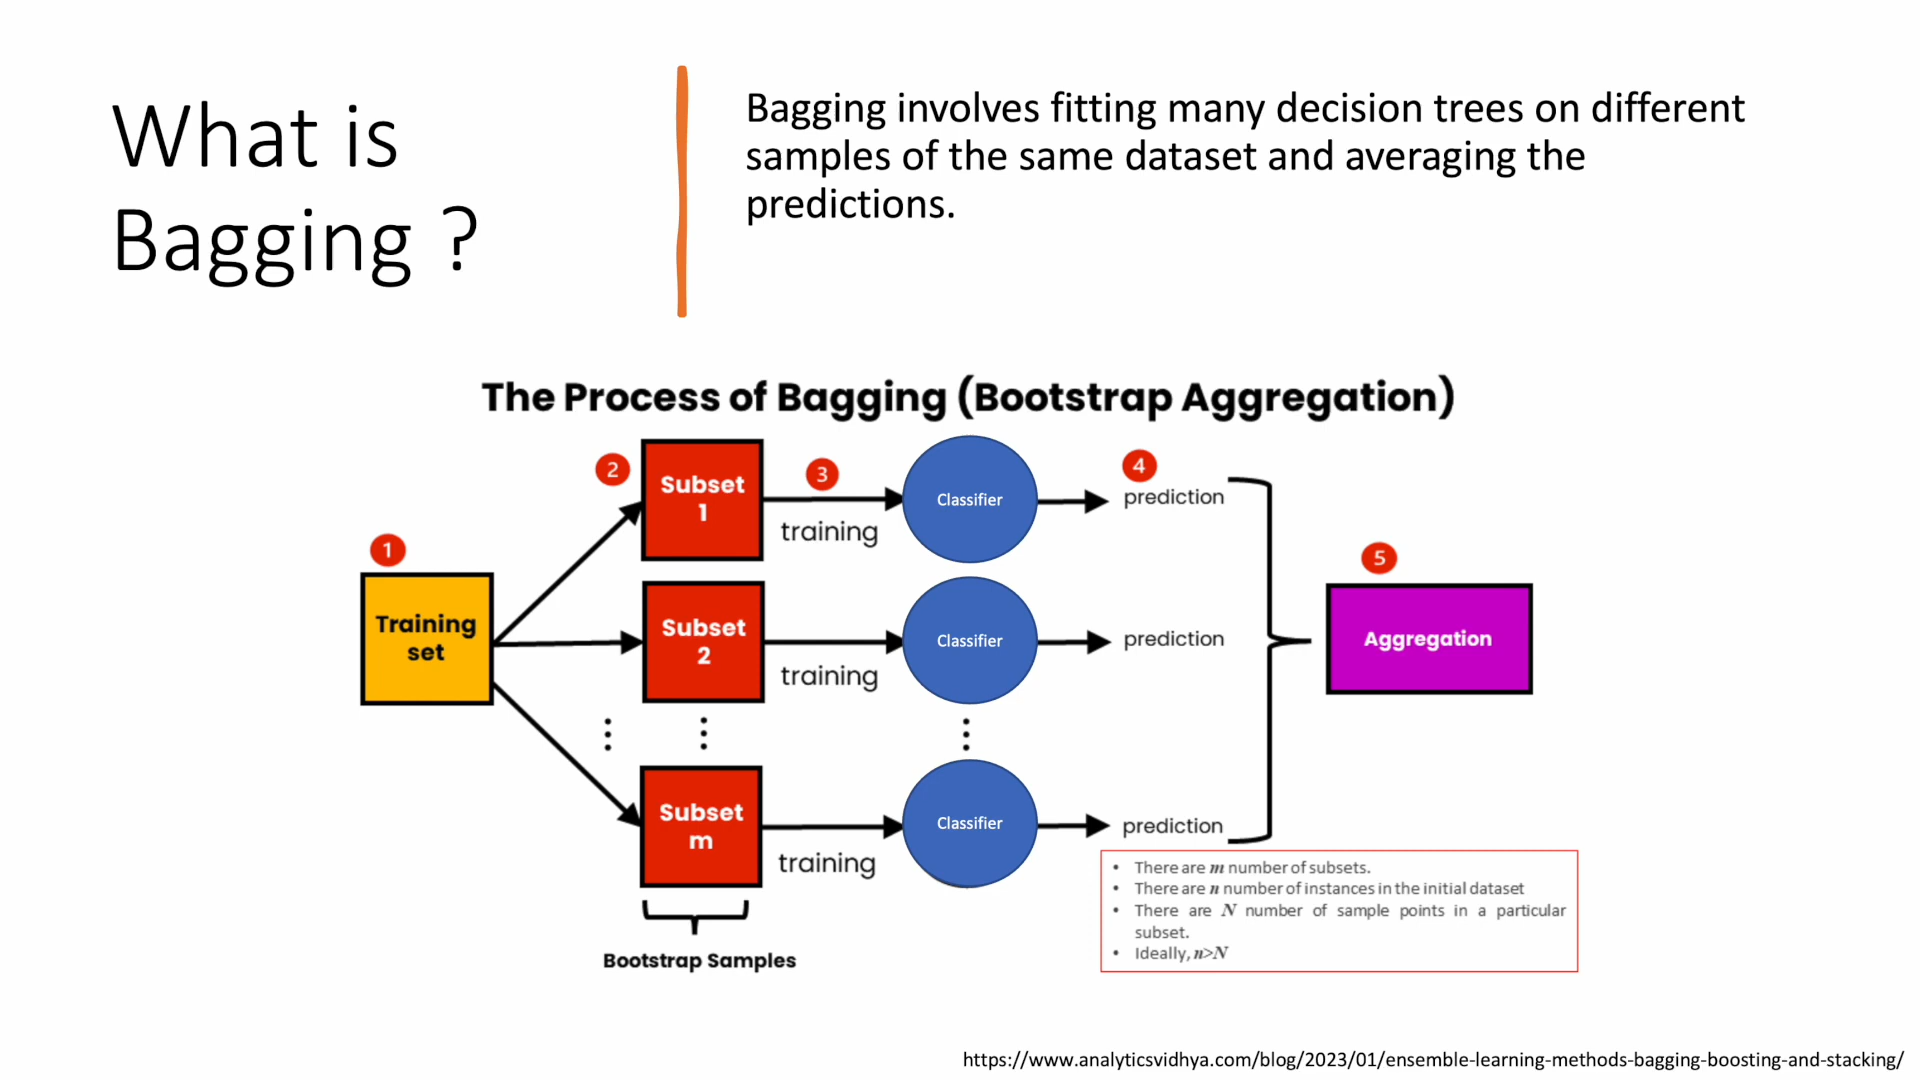 What is
Bagging ?
Bagging involves fitting many decision trees on different
samples of the same dataset and averaging the
predictions.
The Process of Bagging (Bootstrap Aggregation)
1
Training
set
2
Subset
1
3
training
Classifier
4
prediction
Subset
2
training
Classifier
prediction
Subset
m
training
Classifier
prediction
5
Aggregation
Bootstrap Samples
• There are m number of subsets.
• There are n number of instances in the initial dataset
• There are N number of sample points in a particular
subset.
• Ideally, n>N
https://www.analyticsvidhya.com/blog/2023/01/ensemble-learning-methods-bagging-boosting-and-stacking/